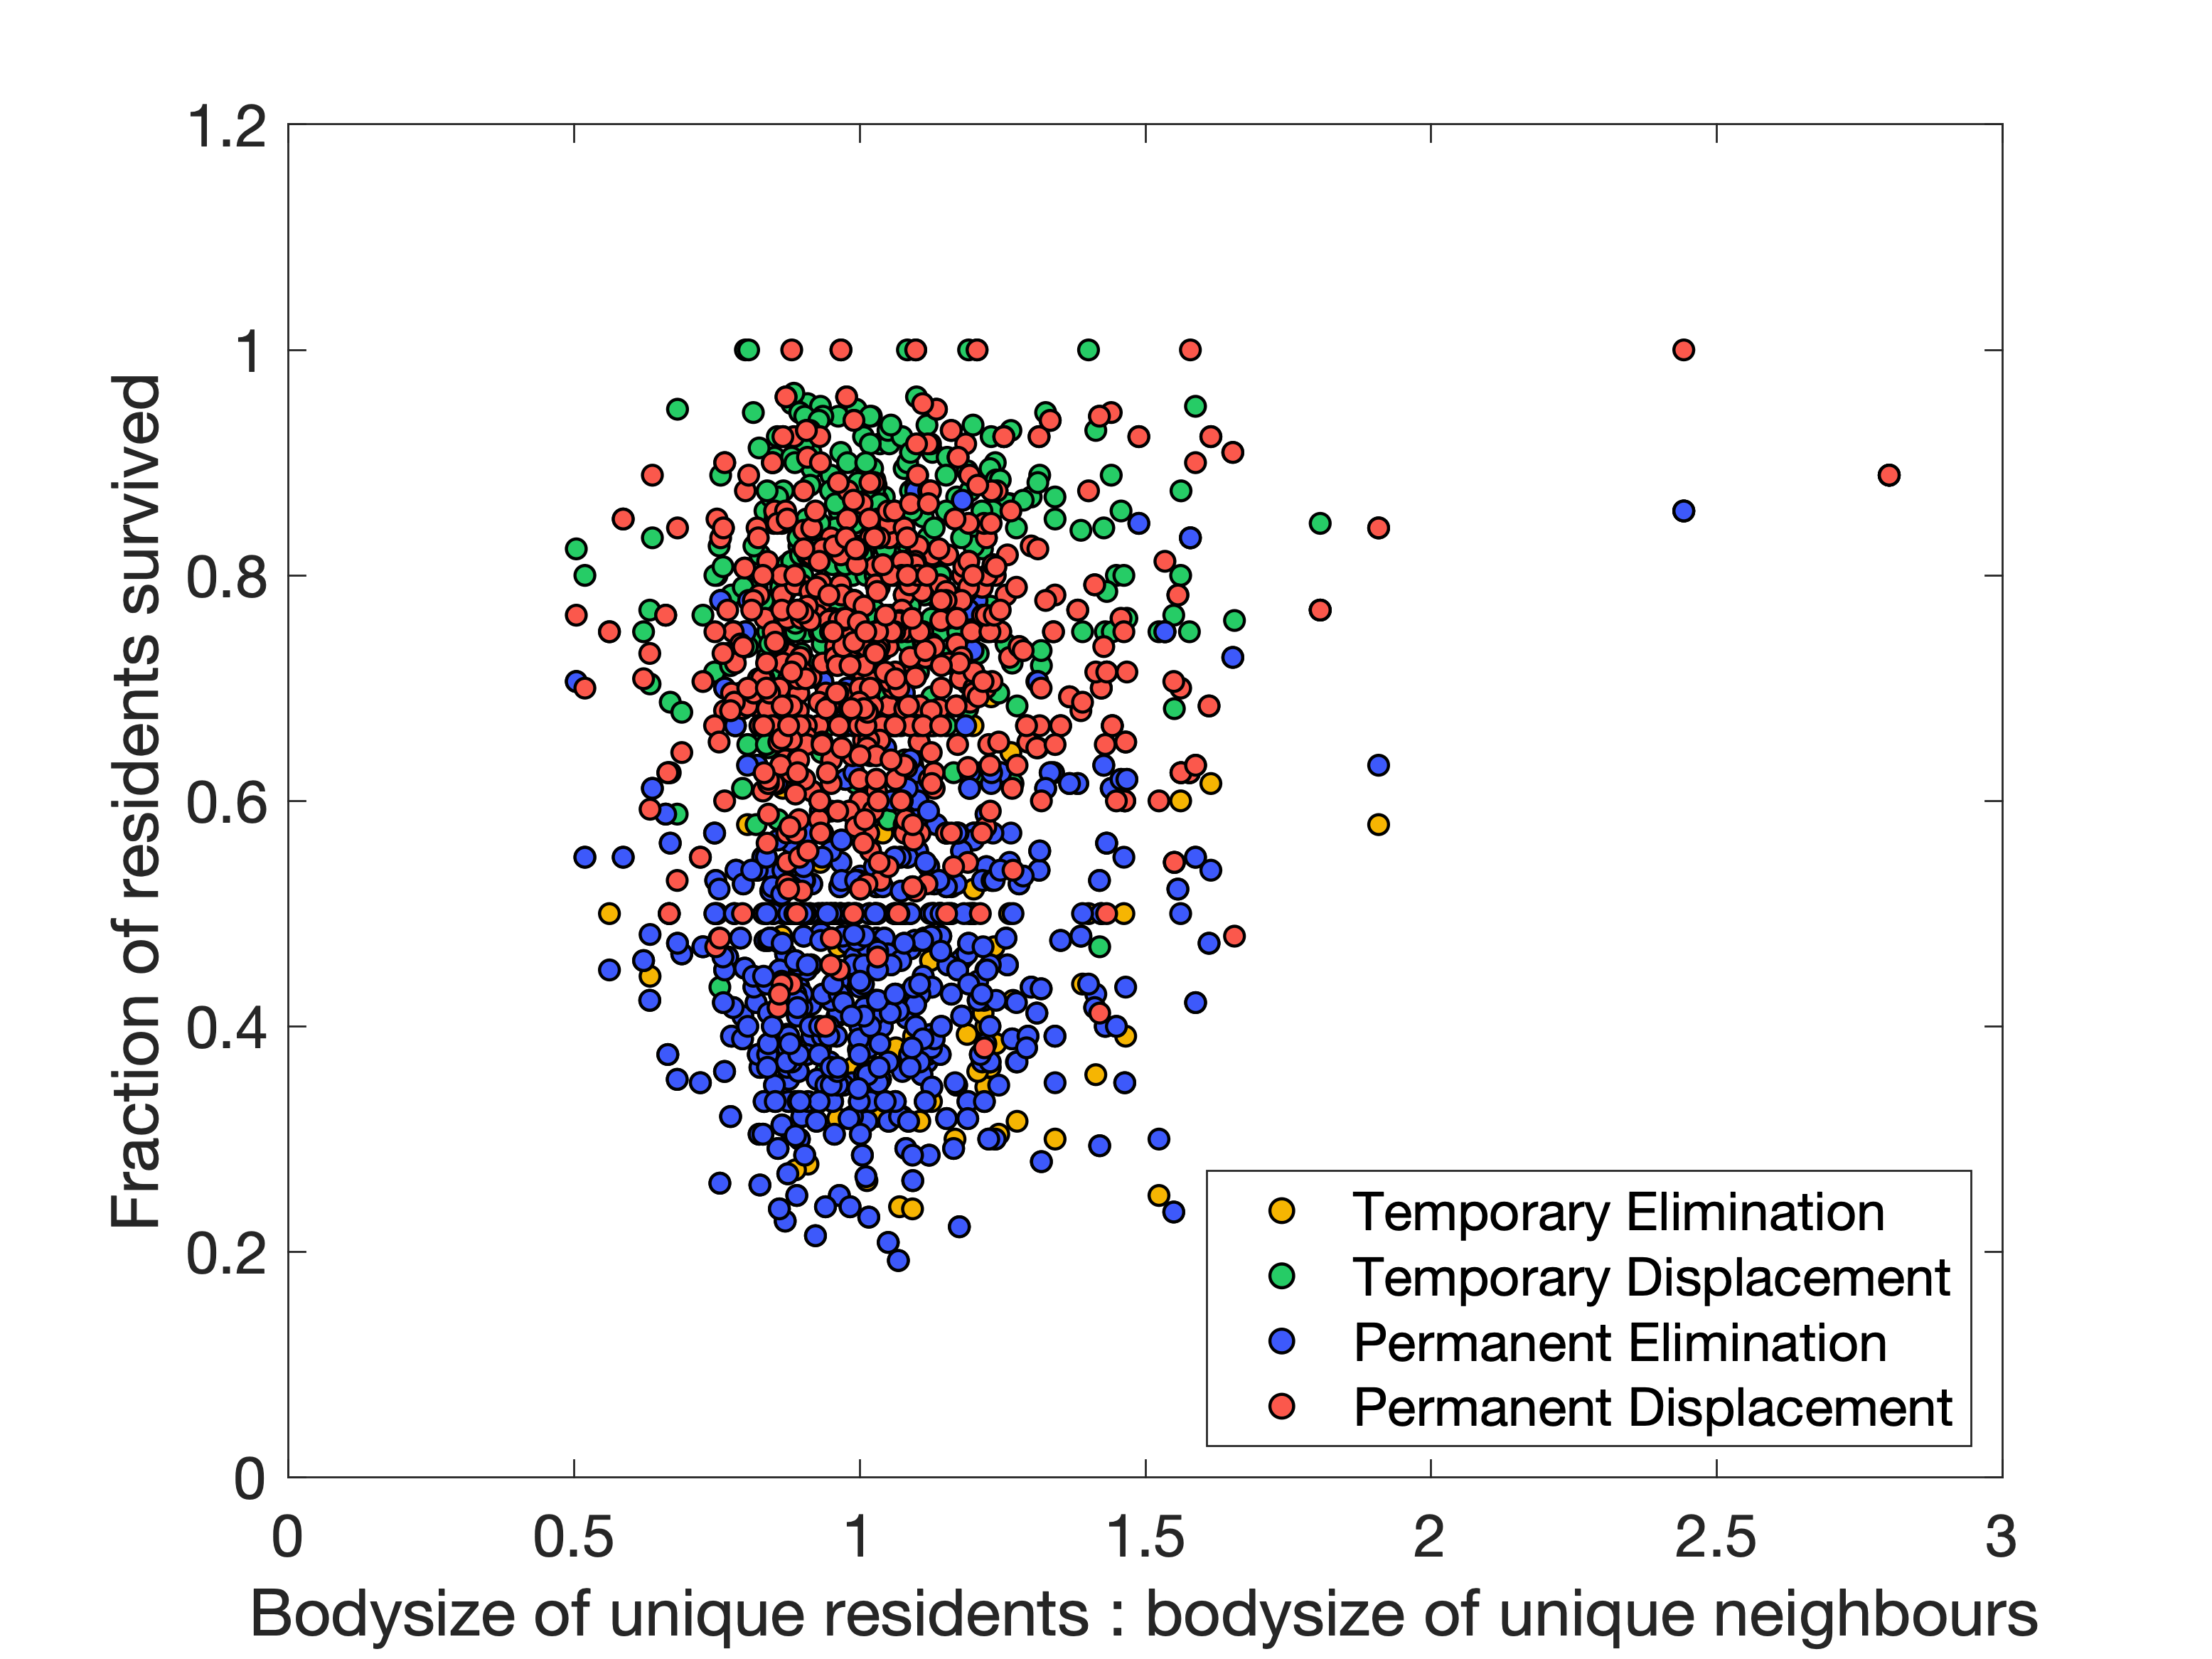 1.2
1
0.8
0.6
0.4
0.2
0
Fraction of residents survived
Temporary Elimination
Temporary Displacement
Permanent Elimination
Permanent Displacement
0 0.5 1 1.5 2 2.5 3
Bodysize of unique residents : bodysize of unique neighbours